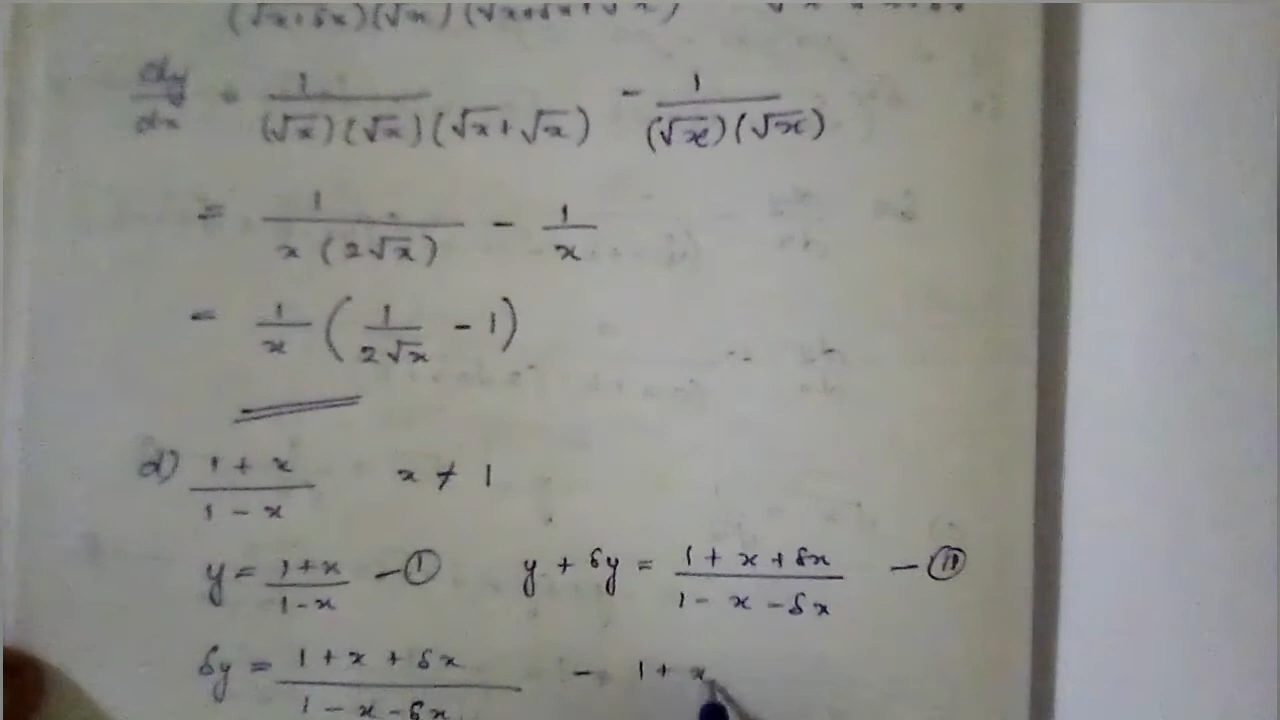 dy/dx = 1/(√x)(√x)(√x+√x) - 1/(√x)(√x)
= 1/x(2√x) - 1/x
= 1/x (1/2√x - 1)
d) 1+x/1-x x ≠ 1
y = 1+x/1-x - ① y + δy = 1+x+δx/1-x-δx - ⑪
δy = 1+x+δx/1-x-δx - 1+x